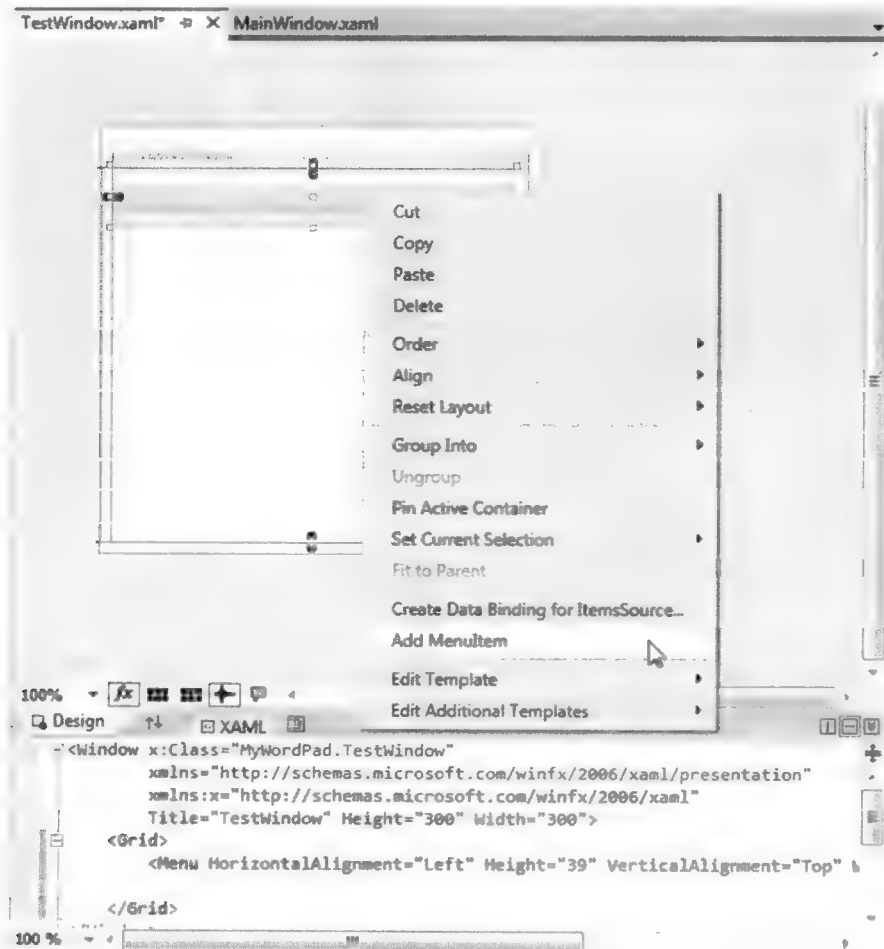 TestWindow.xaml* MainWindow.xaml
Cut
Copy
Paste
Delete
Order
Align
Reset Layout
Group Into
Ungroup
Pin Active Container
Set Current Selection
Fit to Parent
Create Data Binding for ItemsSource...
Add MenuItem
Edit Template
Edit Additional Templates
100% fx
Design XAML
<Window x:Class="MyWordPad.TestWindow"
xmlns="http://schemas.microsoft.com/winfx/2006/xaml/presentation"
xmlns:x="http://schemas.microsoft.com/winfx/2006/xaml"
Title="TestWindow" Height="300" Width="300">
<Grid>
<Menu HorizontalAlignment="Left" Height="39" VerticalAlignment="Top"
</Grid>
100 %